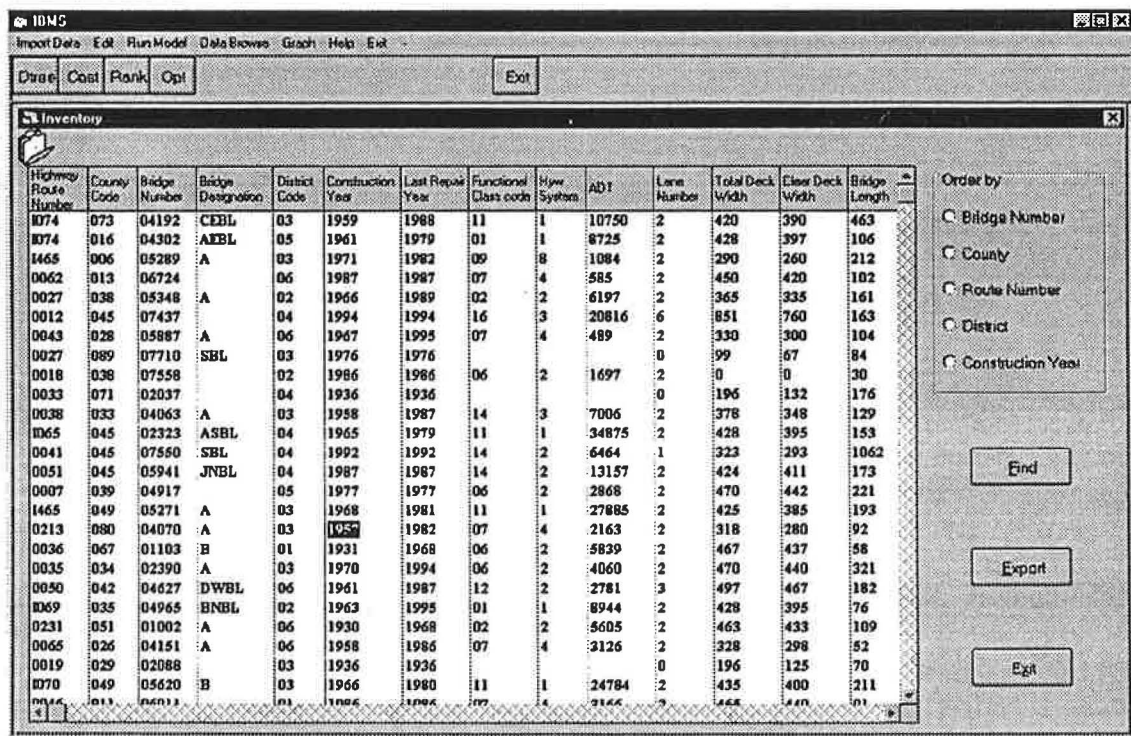 IBMS
Import Data Edit Run Model Data Browse Graph Help Exit
Dtree Cost Rank Opt Exit
Inventory
Highway Route Number County Code Bridge Number Bridge Designation District Code Construction Year Last Repair Year Functional Class code Hyw System ADT Lane Number Total Deck Width Clear Deck Width Bridge Length
I074 073 04192 CEBL 03 1959 1988 11 1 10750 2 420 390 463
I074 016 04302 AEBL 05 1961 1979 01 1 8725 2 428 397 106
I465 006 05289 A 03 1971 1982 09 8 1084 2 290 260 212
0062 013 06724 06 1987 1987 07 4 585 2 450 420 102
0027 038 05348 A 02 1966 1989 02 2 6197 2 365 335 161
0012 045 07437 04 1994 1994 16 3 20816 6 851 760 163
0043 028 05887 A 06 1967 1995 07 4 489 2 330 300 104
0027 089 07710 SBL 03 1976 1976 0 99 67 84
0018 038 07558 02 1986 1986 06 2 1697 2 0 0 30
0033 071 02037 04 1936 1936 0 196 132 176
0038 033 04063 A 03 1958 1987 14 3 7006 2 378 348 129
I065 045 02323 ASBL 04 1965 1979 11 1 34875 2 428 395 153
0041 045 07550 SBL 04 1992 1992 14 2 6464 1 323 293 1062
0051 045 05941 JNBL 04 1987 1987 14 2 13157 2 424 411 173
0007 039 04917 05 1977 1977 06 2 2868 2 470 442 221
I465 049 05271 A 03 1968 1981 11 1 27885 2 425 385 193
0213 080 04070 A 03 1982 07 4 2163 2 318 280 92
0036 067 01103 B 01 1931 1968 06 2 5839 2 467 437 58
0035 034 02390 A 03 1970 1994 06 2 4060 2 470 440 321
0050 042 04627 DWBL 06 1961 1987 12 2 2781 3 497 467 182
I069 035 04965 BNBL 02 1963 1995 01 1 8944 2 428 395 76
0231 051 01002 A 06 1930 1968 02 2 5605 2 463 433 109
0065 026 04151 A 06 1958 1986 07 4 3126 2 328 298 52
0019 029 02088 03 1936 1936 0 196 125 70
I070 049 05620 B 03 1966 1980 11 1 24784 2 435 400 211
Order by
Bridge Number
County
Route Number
District
Construction Year
Find
Export
Exit